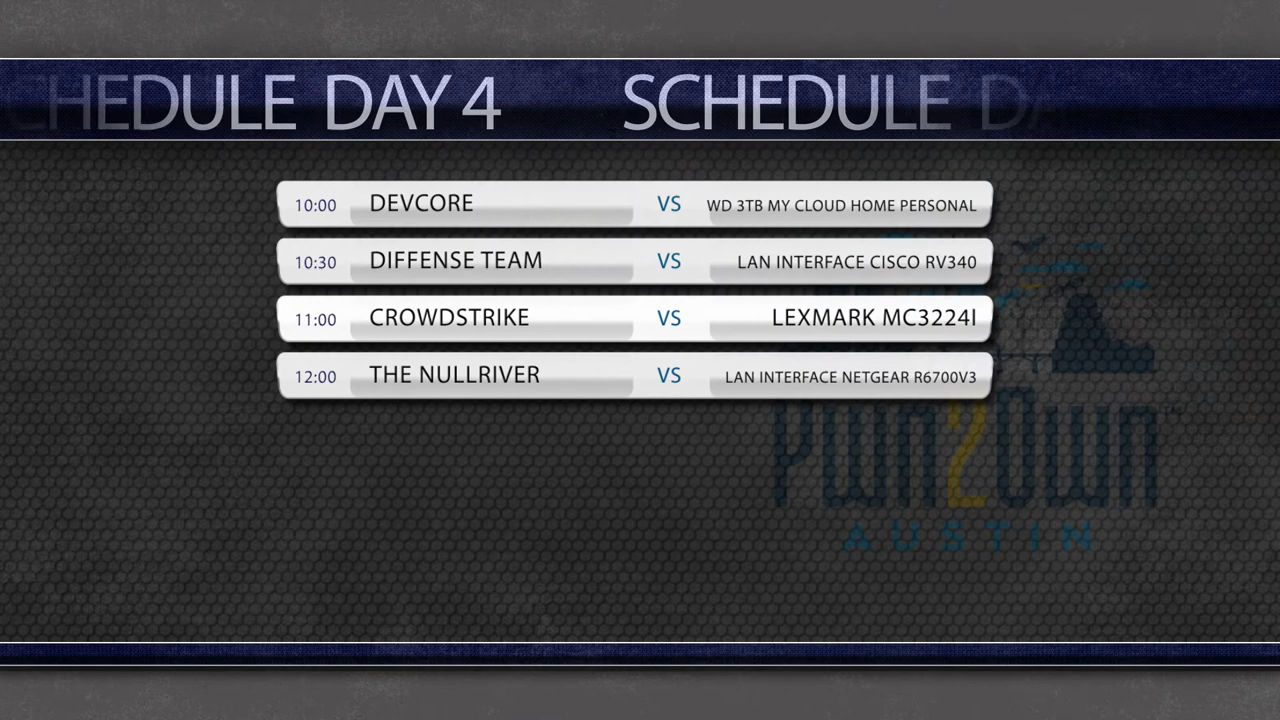 CHEDULE DAY 4 SCHEDULE DA
10:00 DEVCORE VS WD 3TB MY CLOUD HOME PERSONAL
10:30 DIFFENSE TEAM VS LAN INTERFACE CISCO RV340
11:00 CROWDSTRIKE VS LEXMARK MC3224I
12:00 THE NULLRIVER VS LAN INTERFACE NETGEAR R6700V3
PWN2OWN™
AUSTIN